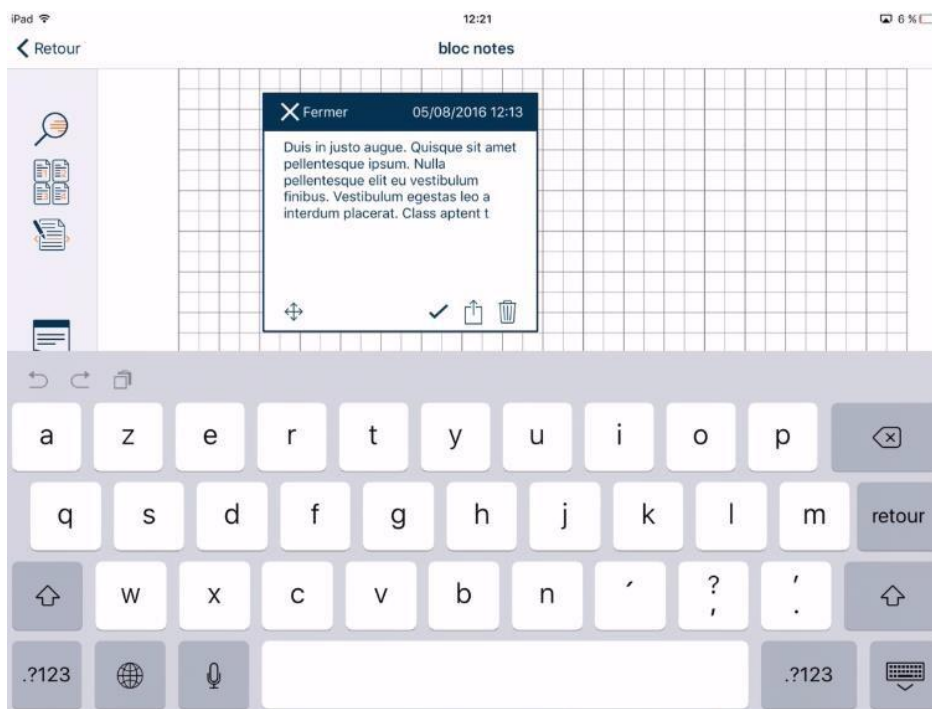 iPad 12:21 6 %
Retour bloc notes
Fermer 05/08/2016 12:13
Duis in justo augue. Quisque sit amet
pellentesque ipsum. Nulla
pellentesque elit eu vestibulum
finibus. Vestibulum egestas leo a
interdum placerat. Class aptent t
a z e r t y u i o p
q s d f g h j k l m retour
w x c v b n ´ ? , ' .
.?123 .?123